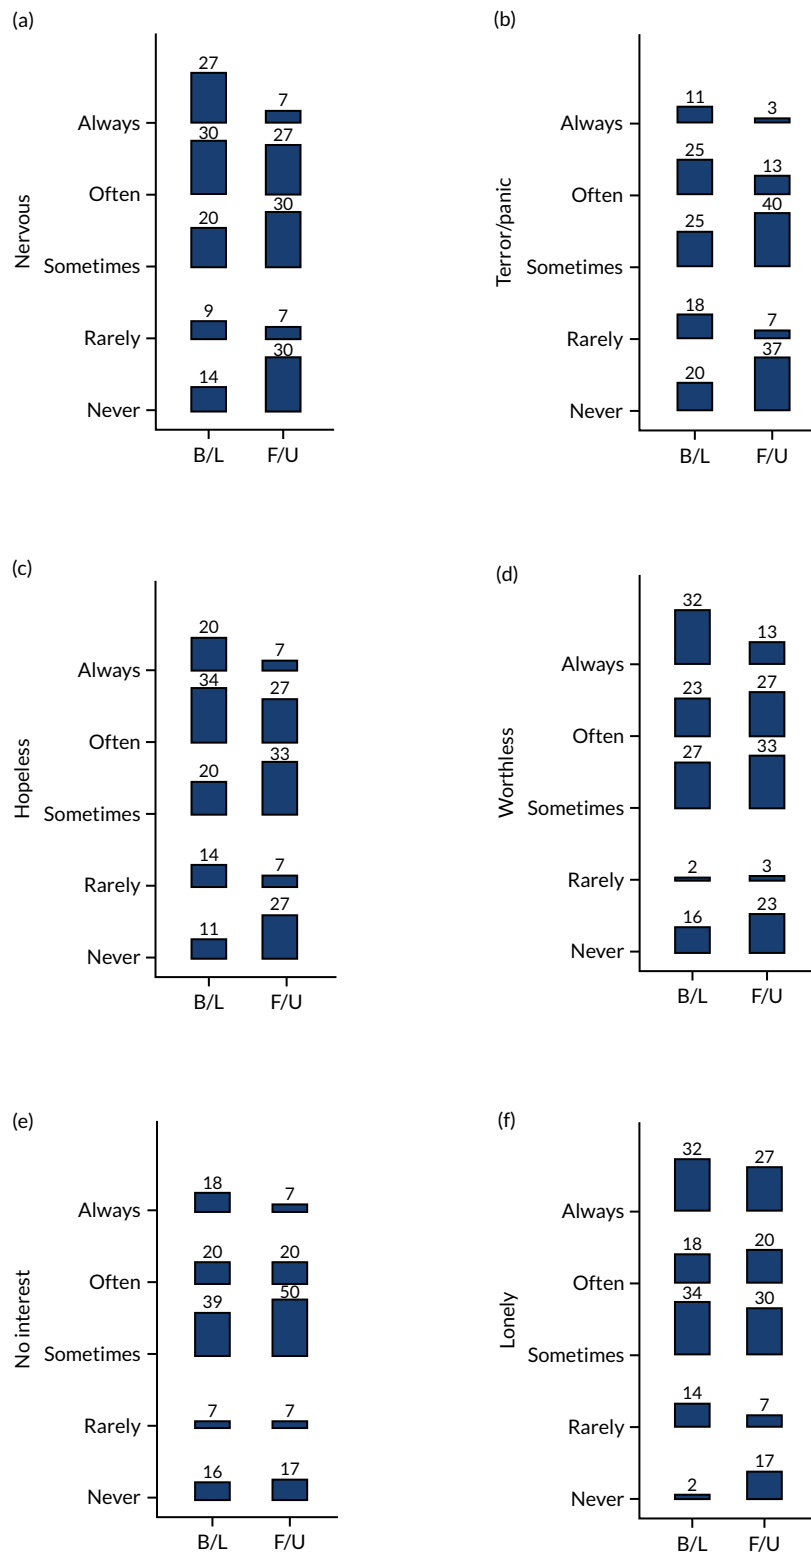 (a)
27
7
Always
30
27
Often
20
30
Sometimes
9
7
Rarely
14
30
Never
Nervous
B/L F/U
(b)
11
3
Always
25
13
Often
25
40
Sometimes
18
7
Rarely
20
37
Never
Terror/panic
B/L F/U
(c)
20
7
Always
34
27
Often
20
33
Sometimes
14
7
Rarely
11
27
Never
Hopeless
B/L F/U
(d)
32
13
Always
23
27
Often
27
33
Sometimes
2
3
Rarely
16
23
Never
Worthless
B/L F/U
(e)
18
7
Always
20
20
Often
39
50
Sometimes
7
7
Rarely
16
17
Never
No interest
B/L F/U
(f)
32
27
Always
18
20
Often
34
30
Sometimes
14
7
Rarely
2
17
Never
Lonely
B/L F/U